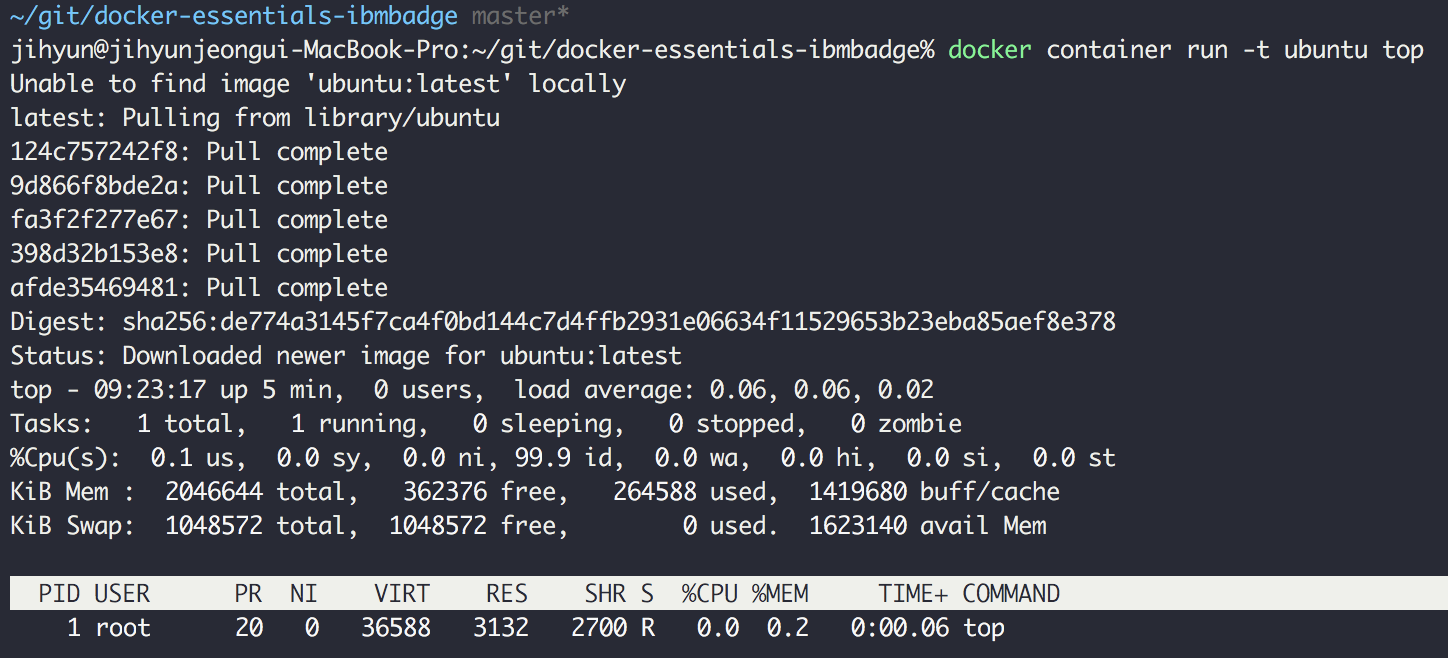 ~/git/docker-essentials-ibmbadge master*
jihyun@jihyunjeongui-MacBook-Pro:~/git/docker-essentials-ibmbadge% docker container run -t ubuntu top
Unable to find image 'ubuntu:latest' locally
latest: Pulling from library/ubuntu
124c757242f8: Pull complete
9d866f8bde2a: Pull complete
fa3f2f277e67: Pull complete
398d32b153e8: Pull complete
afde35469481: Pull complete
Digest: sha256:de774a3145f7ca4f0bd144c7d4ffb2931e06634f11529653b23eba85aef8e378
Status: Downloaded newer image for ubuntu:latest
top - 09:23:17 up 5 min,  0 users,  load average: 0.06, 0.06, 0.02
Tasks:   1 total,   1 running,   0 sleeping,   0 stopped,   0 zombie
%Cpu(s):  0.1 us,  0.0 sy,  0.0 ni, 99.9 id,  0.0 wa,  0.0 hi,  0.0 si,  0.0 st
KiB Mem :  2046644 total,   362376 free,   264588 used,  1419680 buff/cache
KiB Swap:  1048572 total,  1048572 free,        0 used.  1623140 avail Mem
  PID USER      PR  NI    VIRT    RES    SHR S  %CPU %MEM     TIME+ COMMAND
    1 root      20   0   36588   3132   2700 R   0.0  0.2   0:00.06 top